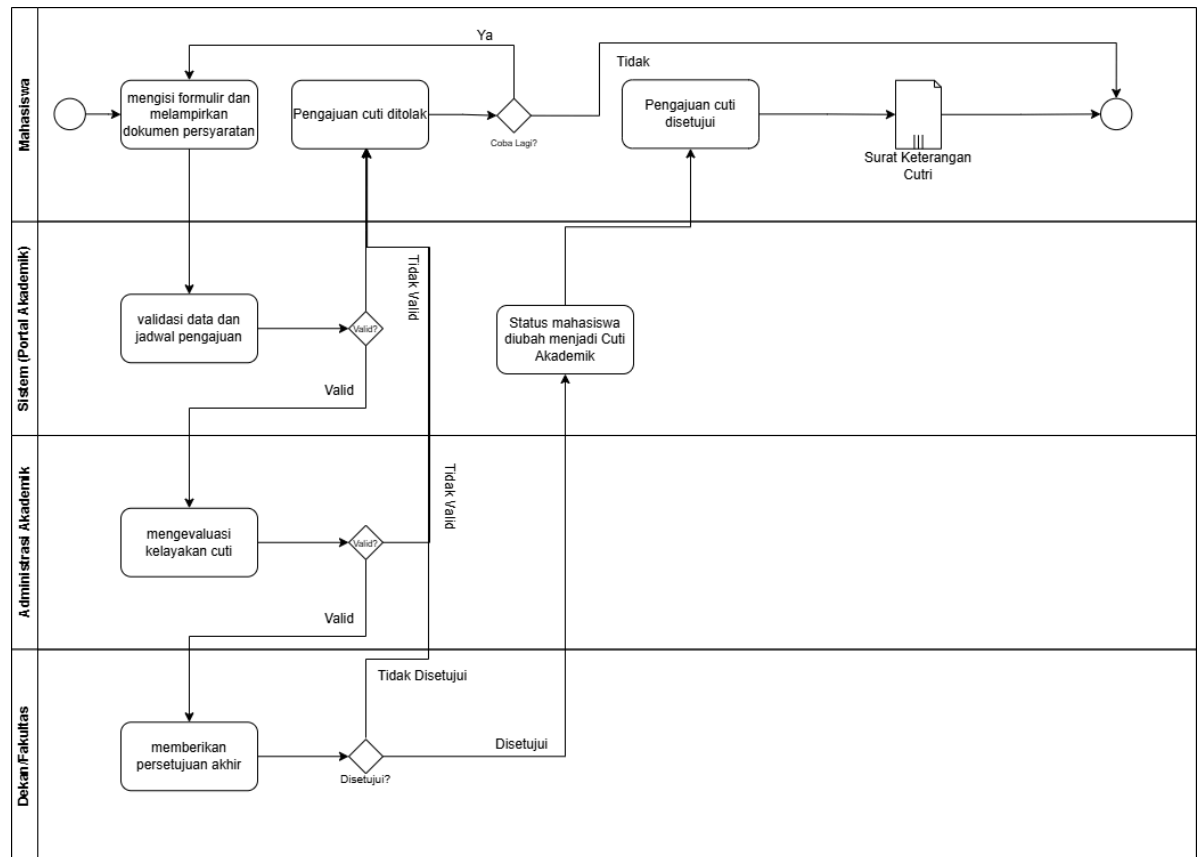 Mahasiswa
Ya
Tidak
mengisi formulir dan
melampirkan
dokumen persyaratan
Pengajuan cuti ditolak
Coba Lagi?
Pengajuan cuti
disetujui
Surat Keterangan
Cutri
Sistem (Portal Akademik)
validasi data dan
jadwal pengajuan
Valid?
Tidak Valid
Status mahasiswa
diubah menjadi Cuti
Akademik
Valid
Administrasi Akademik
mengevaluasi
kelayakan cuti
Valid?
Tidak Valid
Valid
Dekan/Fakultas
Tidak Disetujui
memberikan
persetujuan akhir
Disetujui?
Disetujui